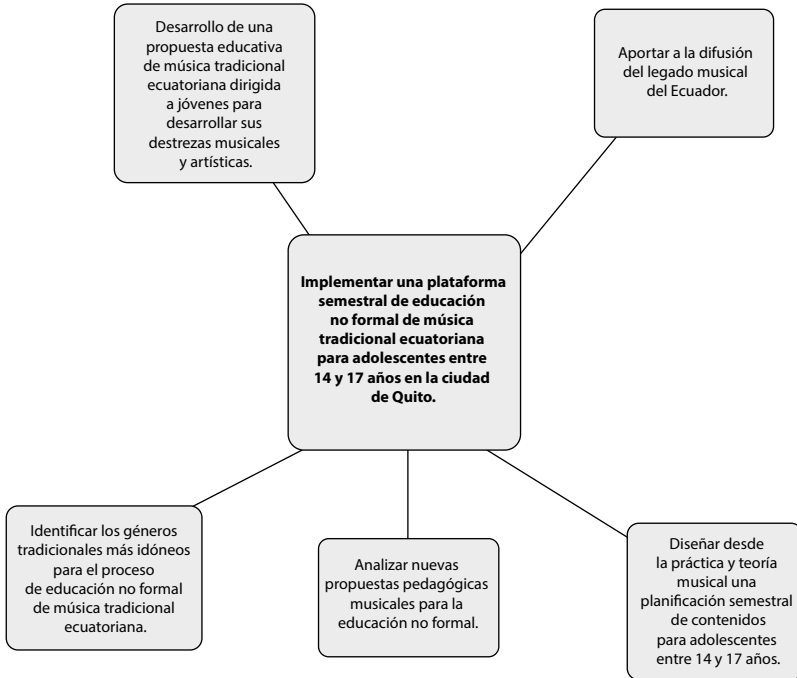 Desarrollo de una
propuesta educativa
de música tradicional
ecuatoriana dirigida
a jóvenes para
desarrollar sus
destrezas musicales
y artísticas.
Aportar a la difusión
del legado musical
del Ecuador.
Implementar una plataforma
semestral de educación
no formal de música
tradicional ecuatoriana
para adolescentes entre
14 y 17 años en la ciudad
de Quito.
Identificar los géneros
tradicionales más idóneos
para el proceso
de educación no formal
de música tradicional
ecuatoriana.
Analizar nuevas
propuestas pedagógicas
musicales para la
educación no formal.
Diseñar desde
la práctica y teoría
musical una
planificación semestral
de contenidos
para adolescentes
entre 14 y 17 años.